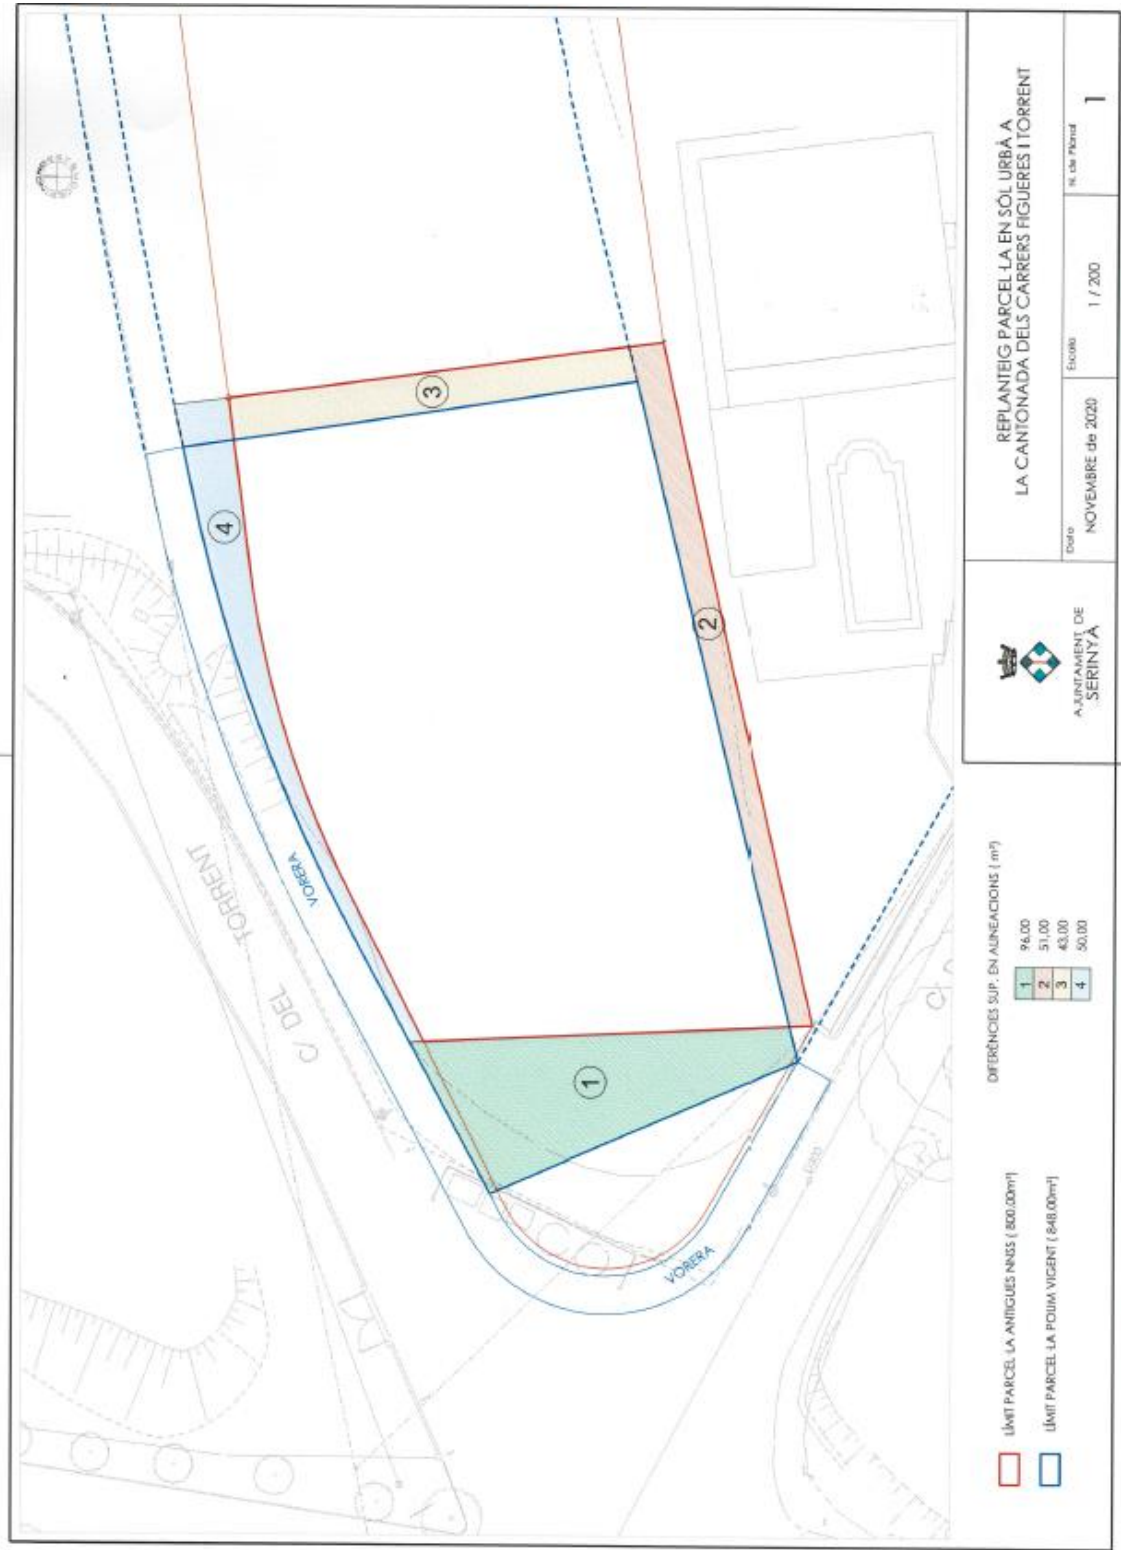 C/ DEL TORRENT
VORERA
VORERA
1
2
3
4
LÍMIT PARCEL·LA ANTIGUES NNSS ( 800,00m²)
LÍMIT PARCEL·LA POUM VIGENT ( 848,00m²)
DIFERÈNCIES SUP. EN ALINEACIONS ( m²)
1 96,00
2 51,00
3 43,00
4 50,00
AJUNTAMENT DE
SERINYÀ
REPLANTEIG PARCEL·LA EN SÒL URBÀ A
LA CANTONADA DELS CARRERS FIGUERES I TORRENT
Data
NOVEMBRE de 2020
Escala
1 / 200
N. de Plànol
1